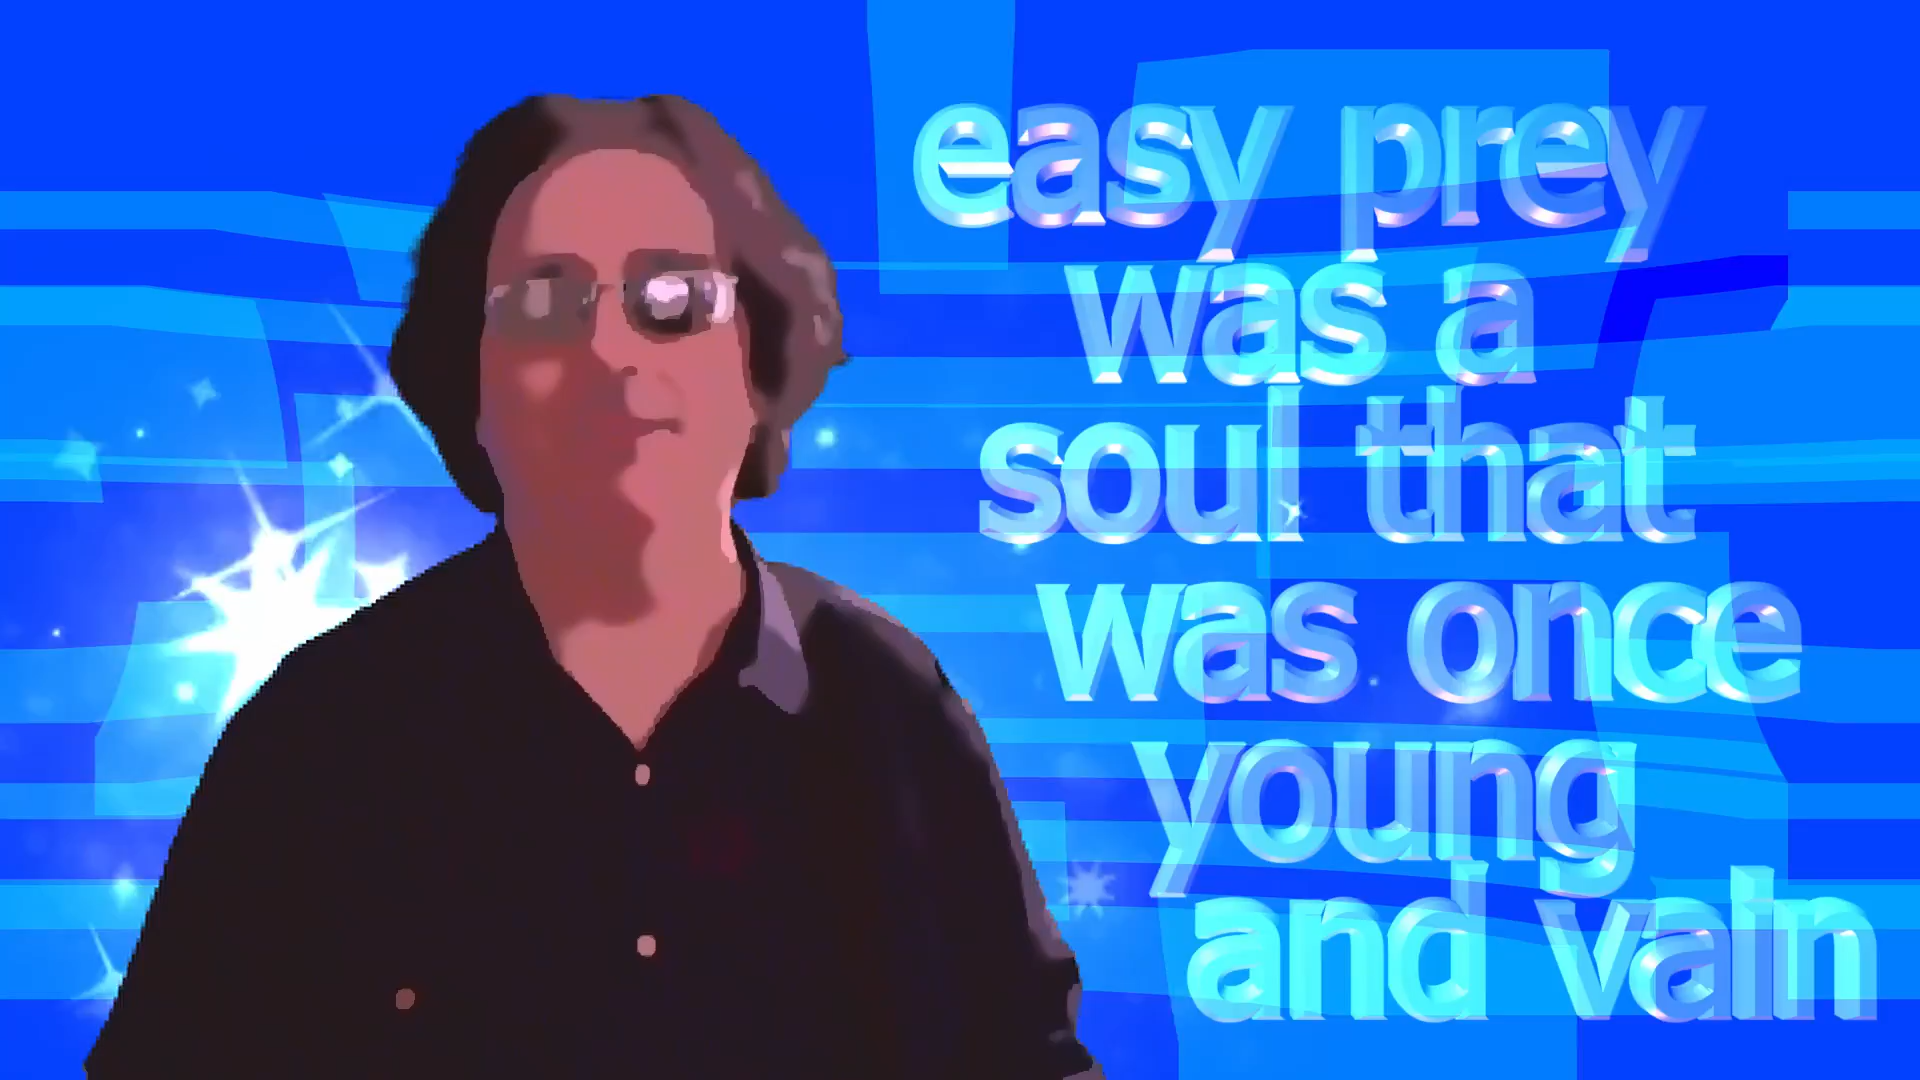 easy prey
was a
soul that
was once
young
and vain